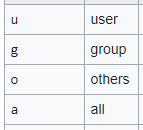 u user
g group
o others
a all